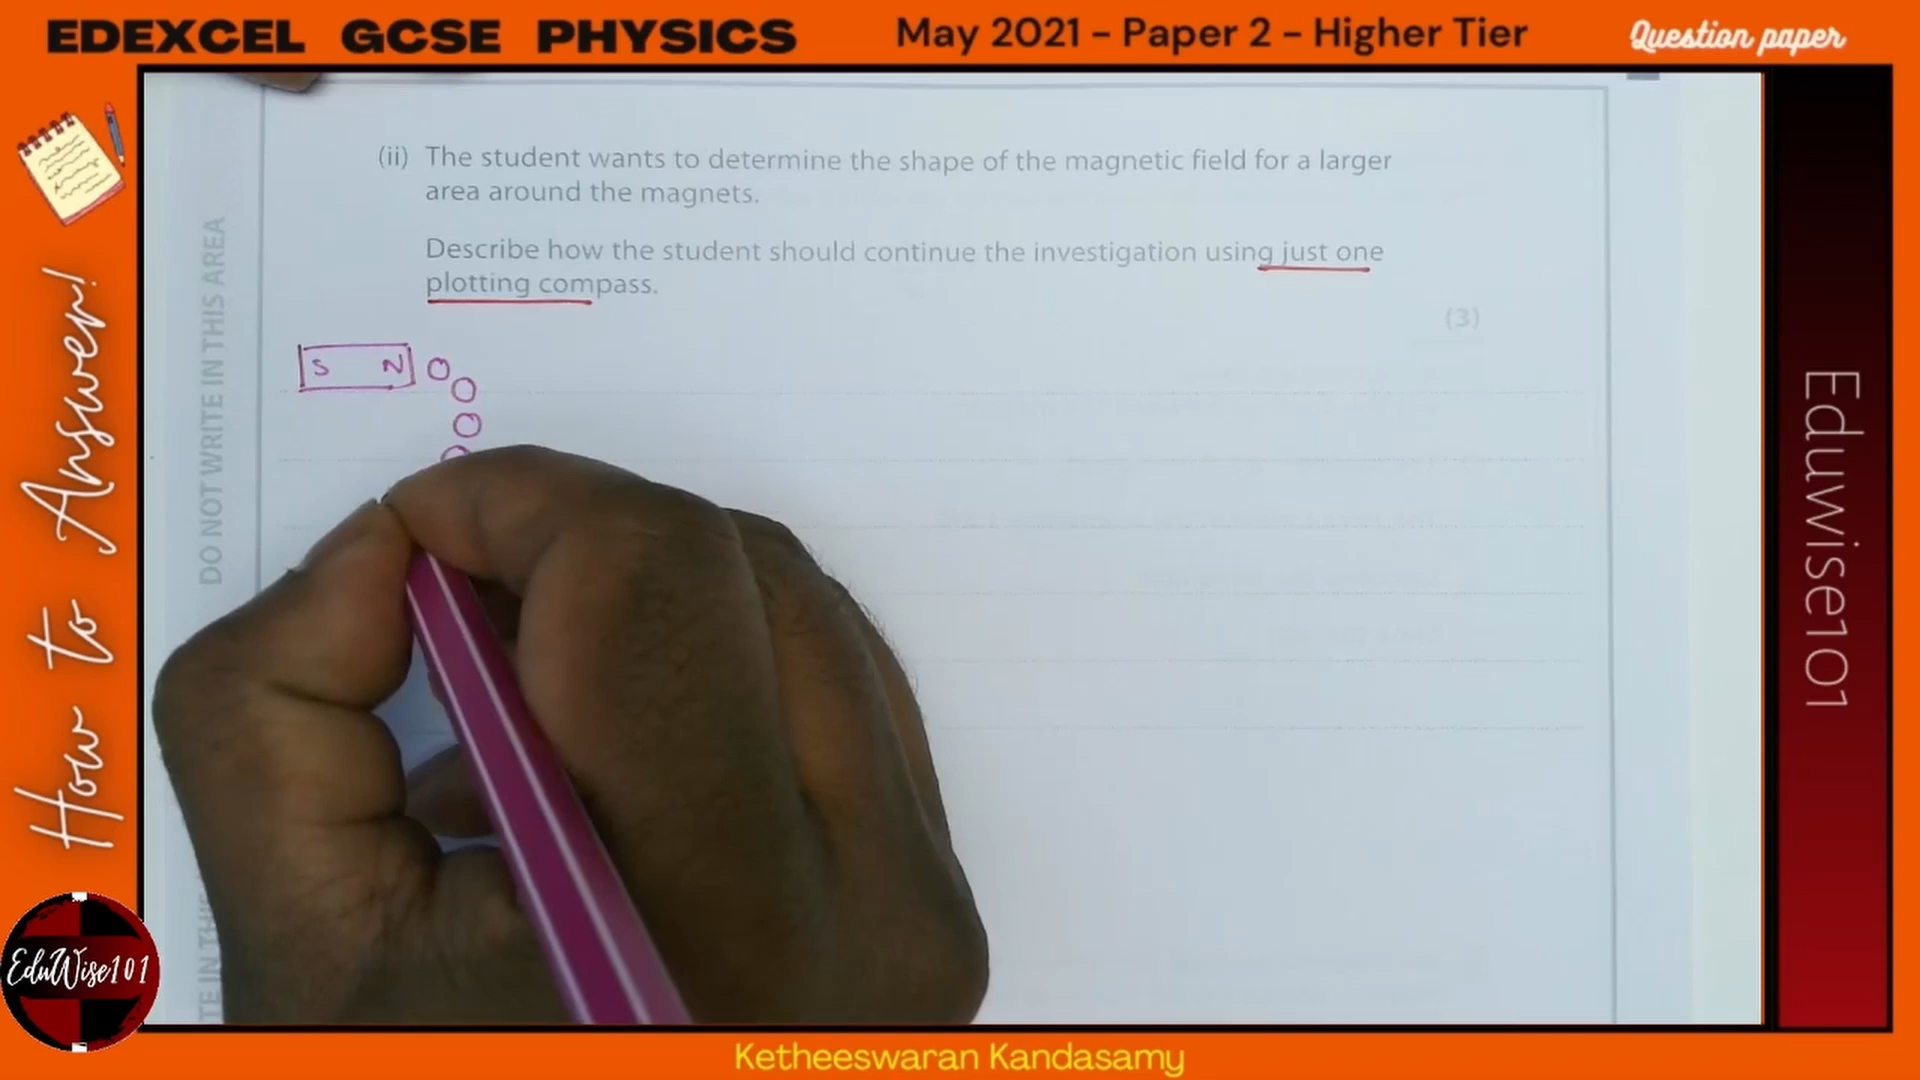 EDEXCEL GCSE PHYSICS
May 2021 - Paper 2 - Higher Tier
Question paper
How to Answer!
DO NOT WRITE IN THIS AREA
(ii) The student wants to determine the shape of the magnetic field for a larger
area around the magnets.
Describe how the student should continue the investigation using just one
plotting compass.
(3)
S N
Eduwise101
EduWise101
Ketheeswaran Kandasamy